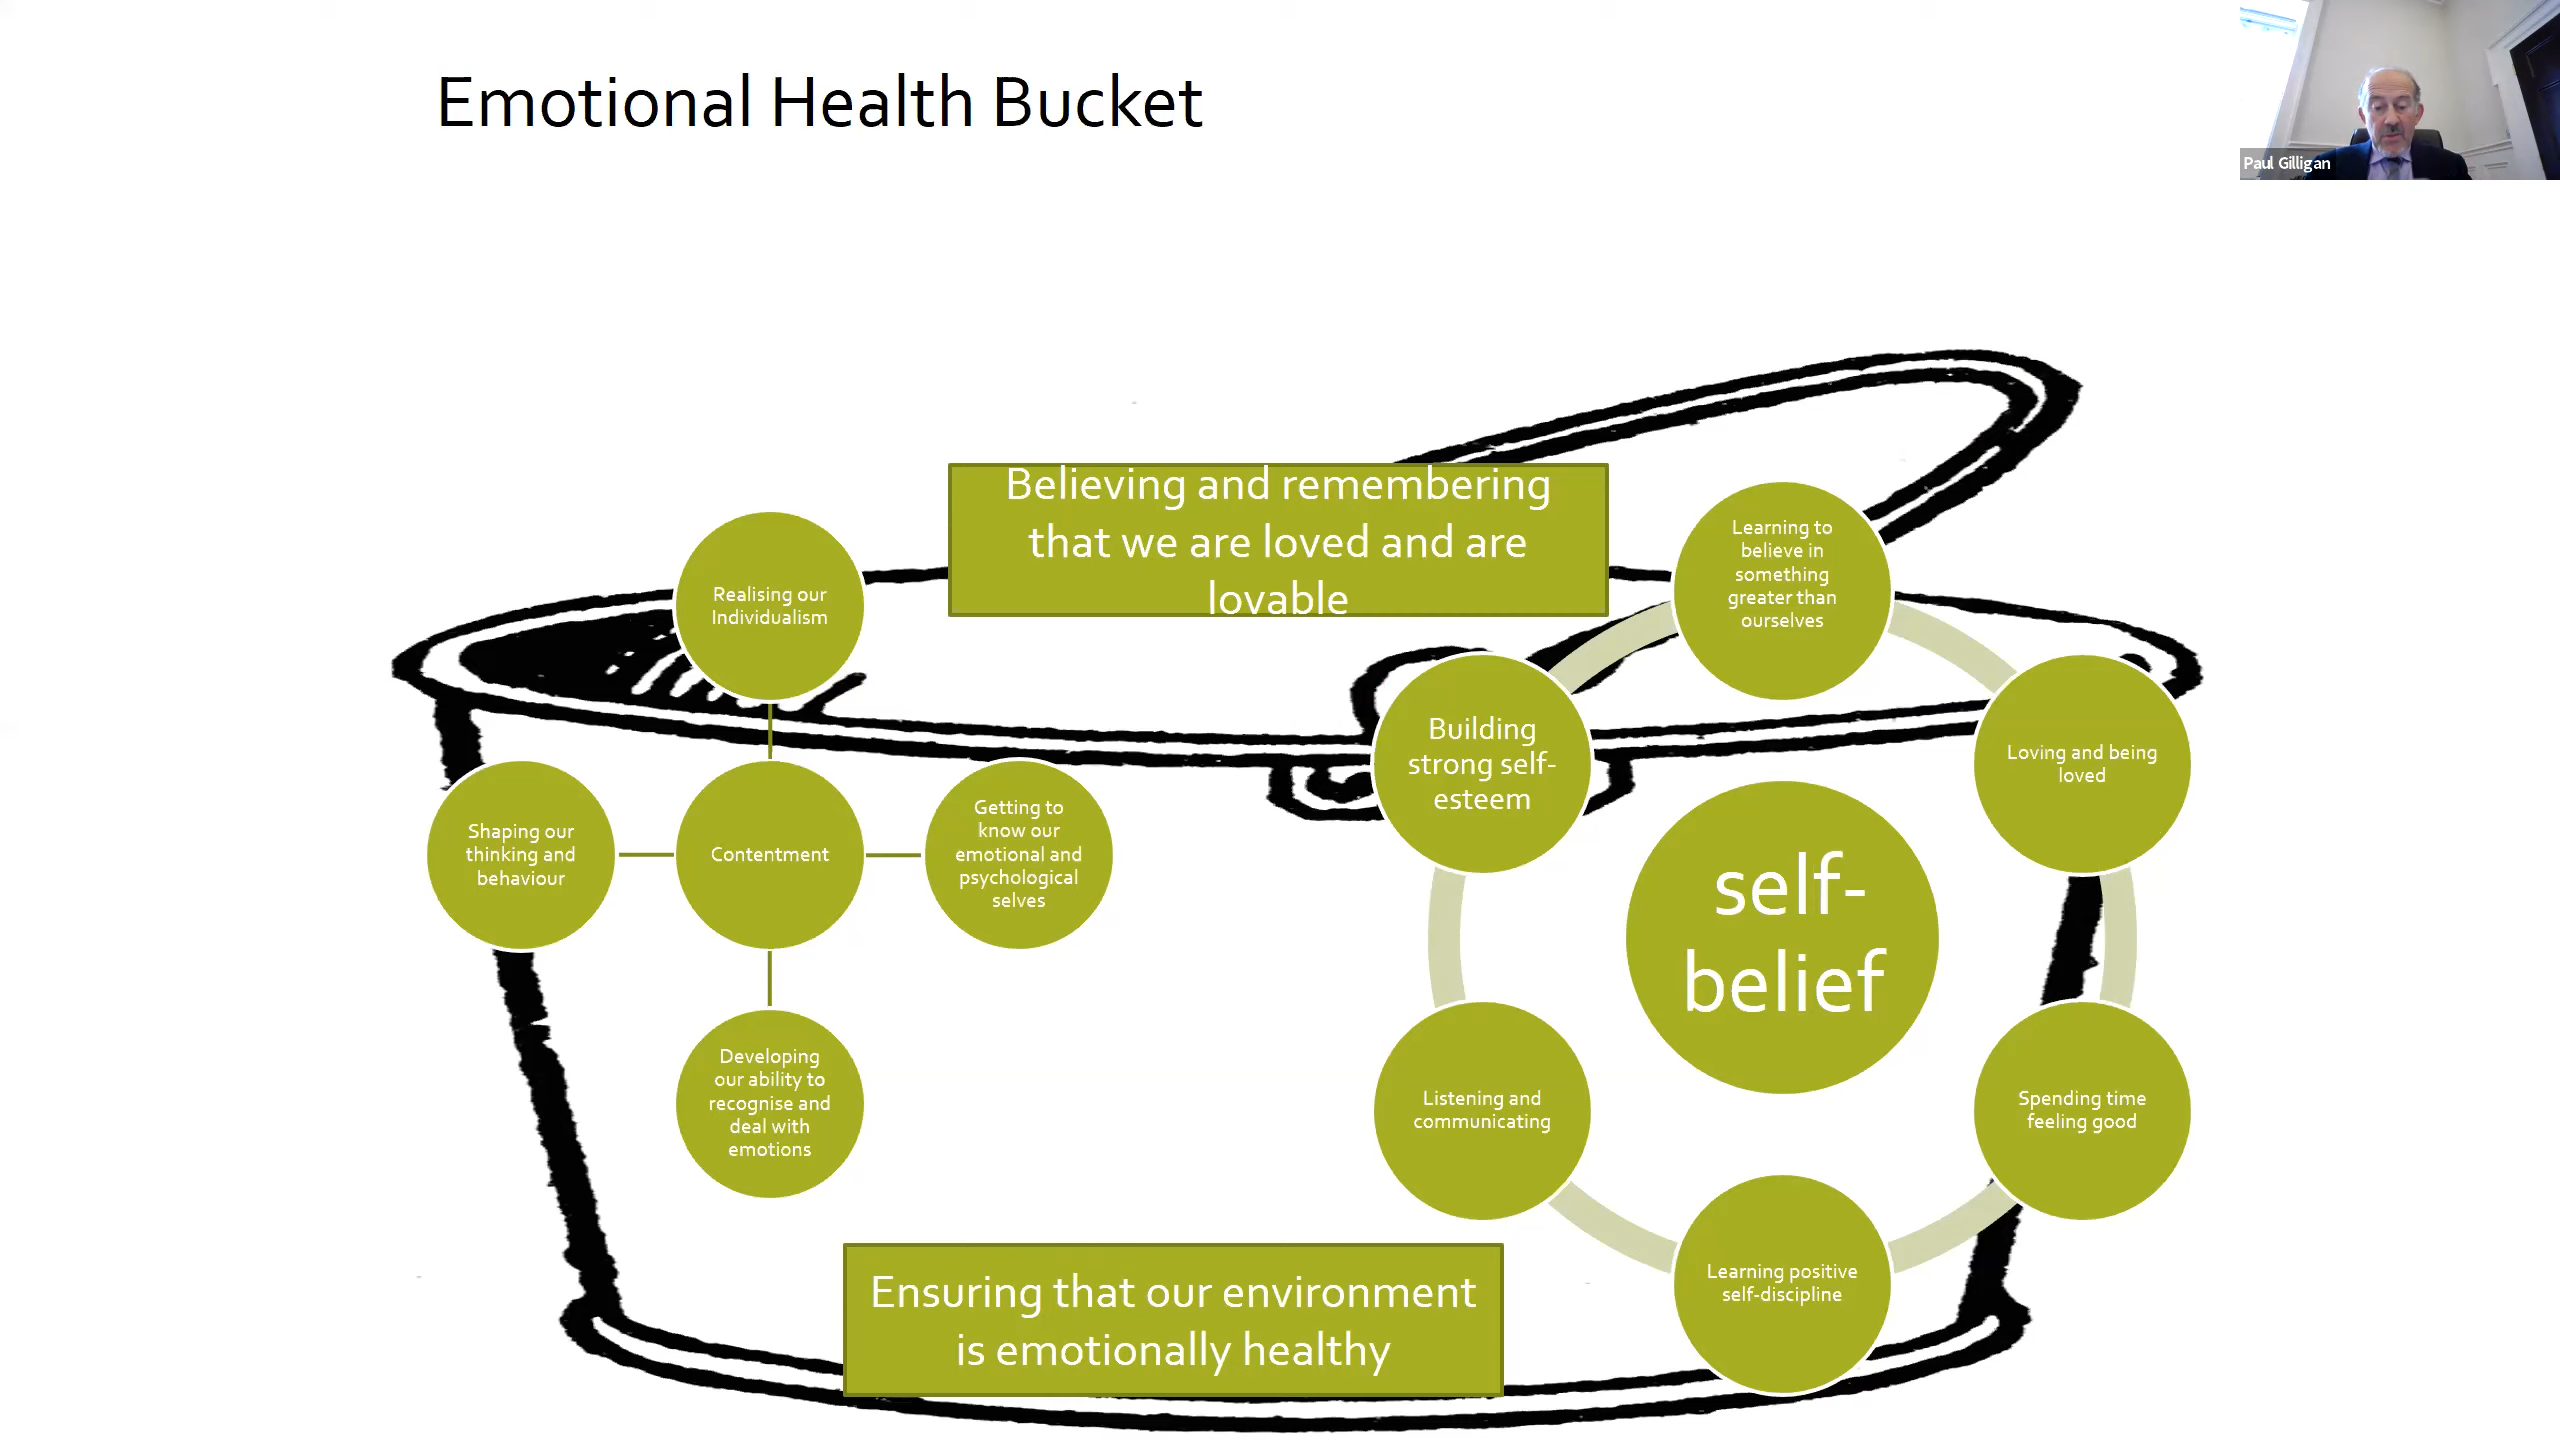 Emotional Health Bucket
Paul Gilligan
Believing and remembering
that we are loved and are
lovable
Realising our
Individualism
Shaping our
thinking and
behaviour
Contentment
Getting to
know our
emotional and
psychological
selves
Developing
our ability to
recognise and
deal with
emotions
Learning to
believe in
something
greater than
ourselves
Building
strong self-
esteem
Loving and being
loved
self-
belief
Listening and
communicating
Spending time
feeling good
Learning positive
self-discipline
Ensuring that our environment
is emotionally healthy